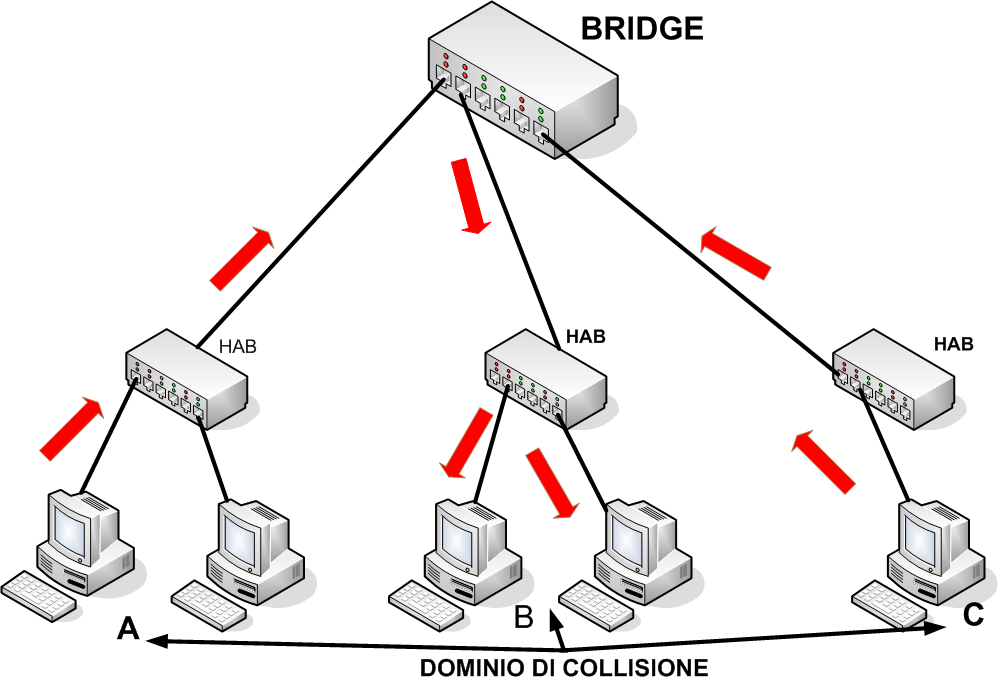 BRIDGE
HAB
HAB
HAB
A
B
C
DOMINIO DI COLLISIONE